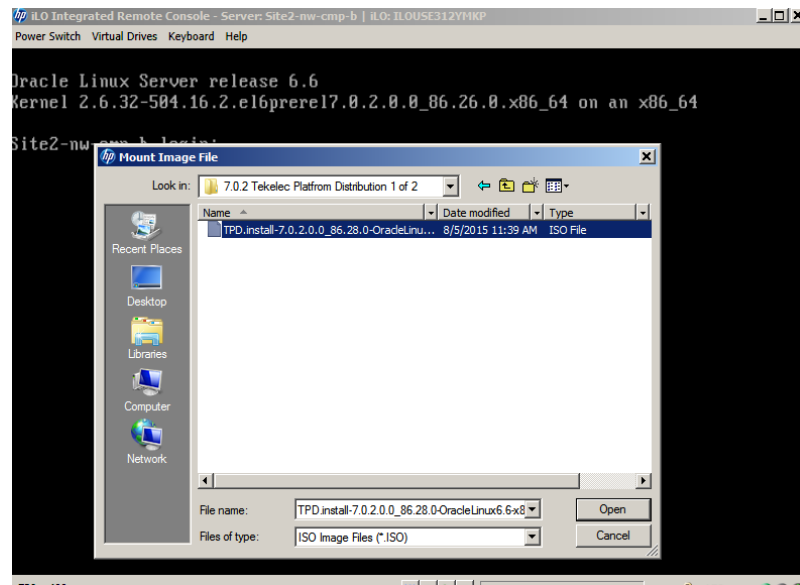 iLO Integrated Remote Console - Server: Site2-nw-cmp-b | iLO: ILOUSE312YMKP
Power Switch Virtual Drives Keyboard Help
Oracle Linux Server release 6.6
Kernel 2.6.32-504.16.2.el6prerel7.0.2.0.0_86.26.0.x86_64 on an x86_64
Site2-nw-cmp-b login:
Mount Image File
Look in: 7.0.2 Tekelec Platfrom Distribution 1 of 2
Name Date modified Type
TPD.install-7.0.2.0.0_86.28.0-OracleLinu... 8/5/2015 11:39 AM ISO File
Recent Places
Desktop
Libraries
Computer
Network
File name: TPD.install-7.0.2.0.0_86.28.0-OracleLinux6.6-x8 Open
Files of type: ISO Image Files (*.ISO) Cancel